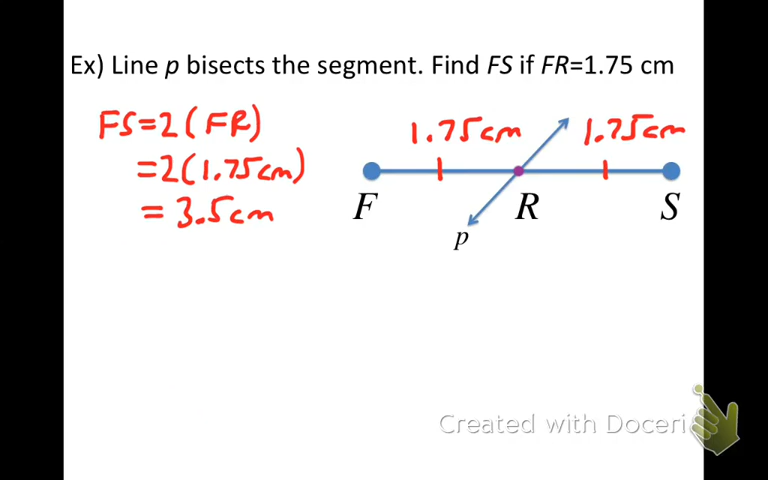 Ex) Line p bisects the segment. Find FS if FR=1.75 cm
FS=2(FR)
=2(1.75cm)
= 3.5cm
1.75cm 1.75cm
F R S
p
Created with Doceri